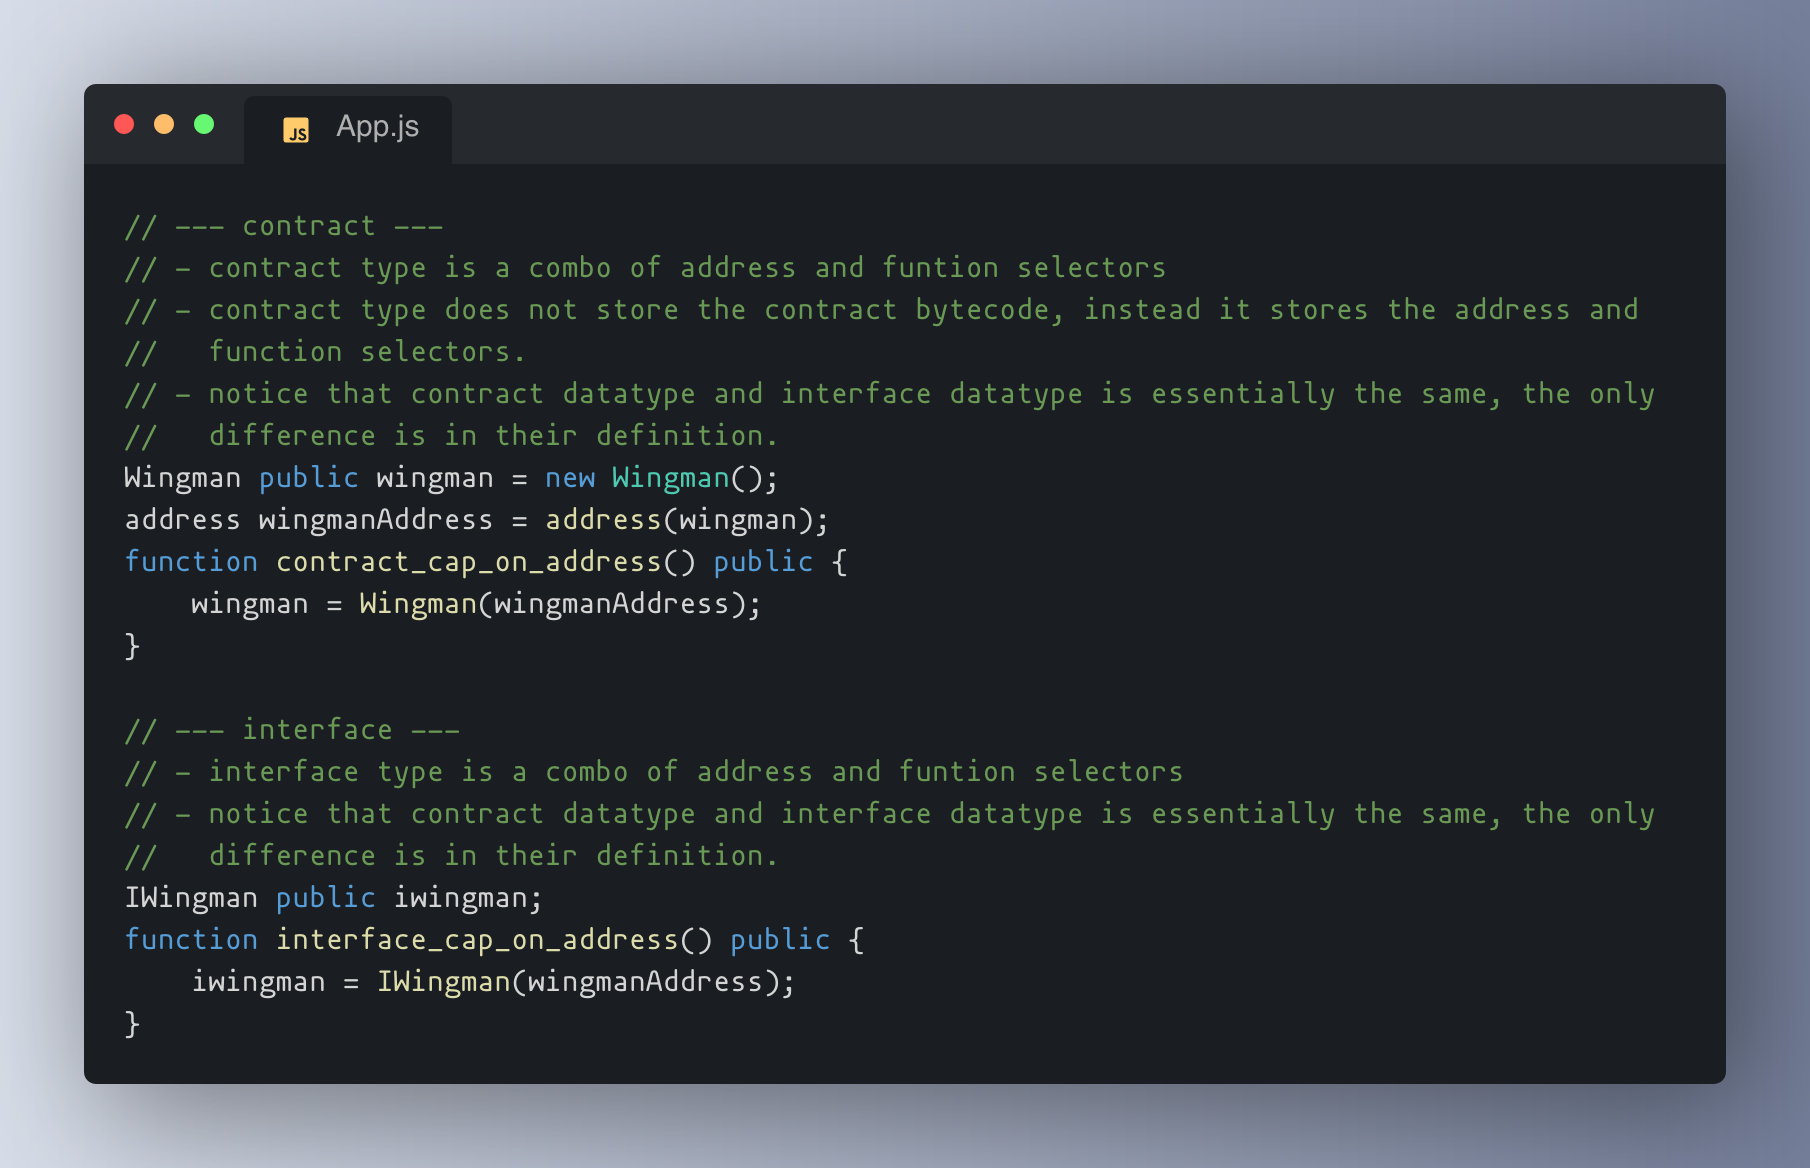 JS App.js
// --- contract ---
// - contract type is a combo of address and funtion selectors
// - contract type does not store the contract bytecode, instead it stores the address and
//   function selectors.
// - notice that contract datatype and interface datatype is essentially the same, the only
//   difference is in their definition.
Wingman public wingman = new Wingman();
address wingmanAddress = address(wingman);
function contract_cap_on_address() public {
    wingman = Wingman(wingmanAddress);
}
// --- interface ---
// - interface type is a combo of address and funtion selectors
// - notice that contract datatype and interface datatype is essentially the same, the only
//   difference is in their definition.
IWingman public iwingman;
function interface_cap_on_address() public {
    iwingman = IWingman(wingmanAddress);
}